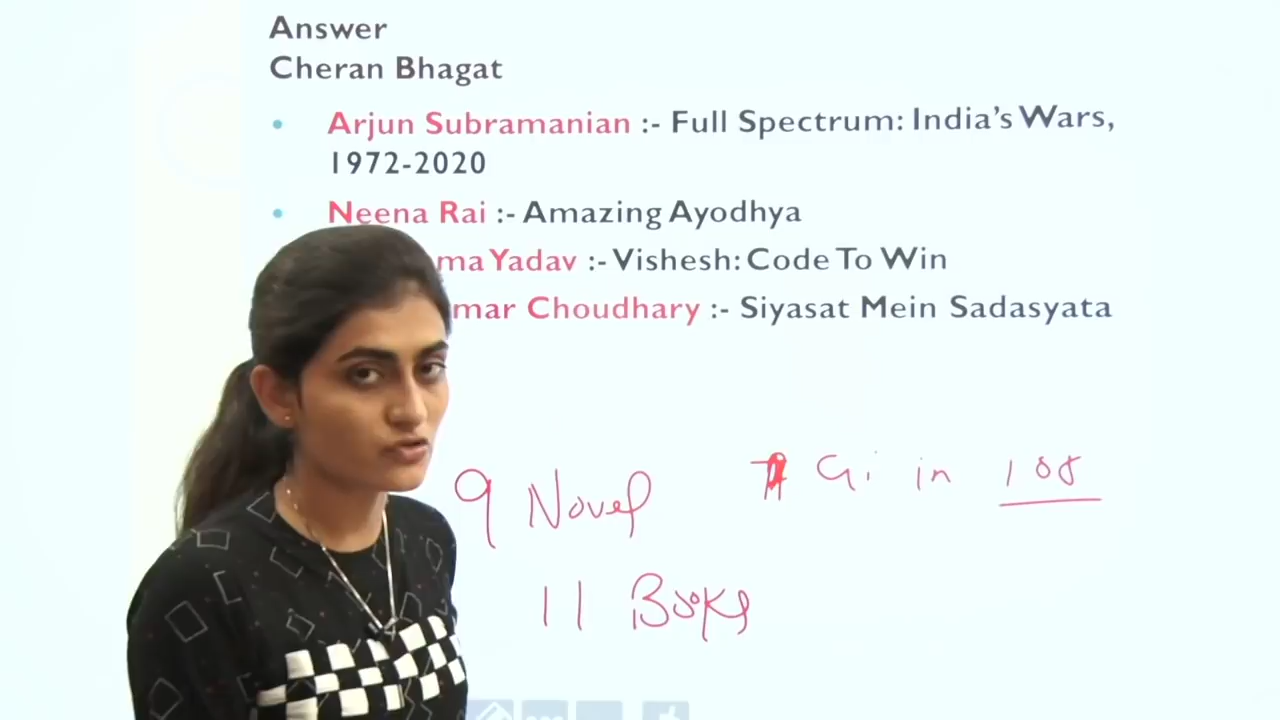 Answer
Cheran Bhagat
• Arjun Subramanian :- Full Spectrum: India's Wars,
1972-2020
• Neena Rai :- Amazing Ayodhya
ma Yadav :- Vishesh: Code To Win
mar Choudhary :- Siyasat Mein Sadasyata
9 Novel
Gi in 108
11 Books